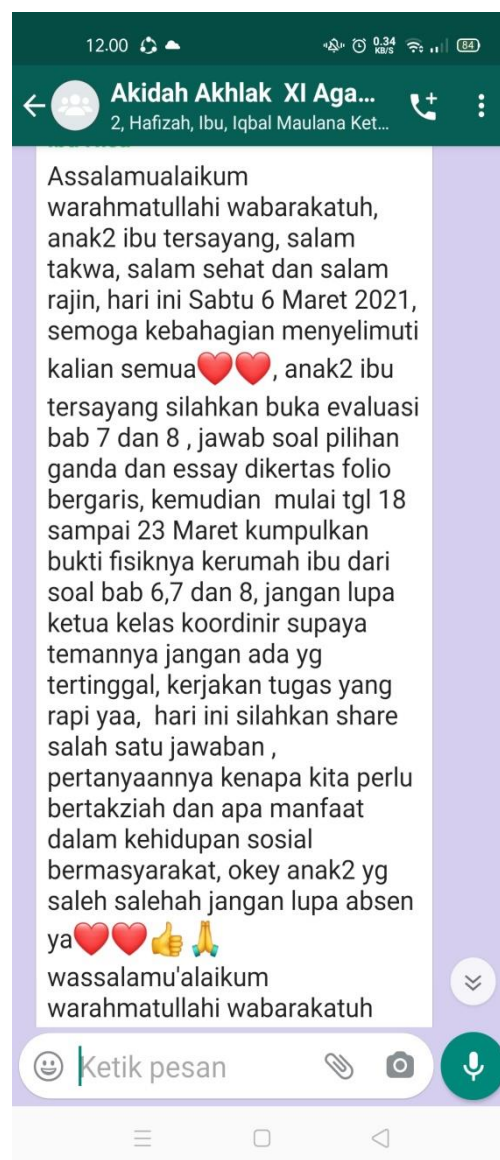 12.00
0.34 KB/S
84
Akidah Akhlak XI Aga...
2, Hafizah, Ibu, Iqbal Maulana Ket...
Assalamualaikum
warahmatullahi wabarakatuh,
anak2 ibu tersayang, salam
takwa, salam sehat dan salam
rajin, hari ini Sabtu 6 Maret 2021,
semoga kebahagian menyelimuti
kalian semua❤️❤️, anak2 ibu
tersayang silahkan buka evaluasi
bab 7 dan 8 , jawab soal pilihan
ganda dan essay dikertas folio
bergaris, kemudian mulai tgl 18
sampai 23 Maret kumpulkan
bukti fisiknya kerumah ibu dari
soal bab 6,7 dan 8, jangan lupa
ketua kelas koordinir supaya
temannya jangan ada yg
tertinggal, kerjakan tugas yang
rapi yaa, hari ini silahkan share
salah satu jawaban ,
pertanyaannya kenapa kita perlu
bertakziah dan apa manfaat
dalam kehidupan sosial
bermasyarakat, okey anak2 yg
saleh salehah jangan lupa absen
ya❤️❤️👍🙏
wassalamu'alaikum
warahmatullahi wabarakatuh
Ketik pesan